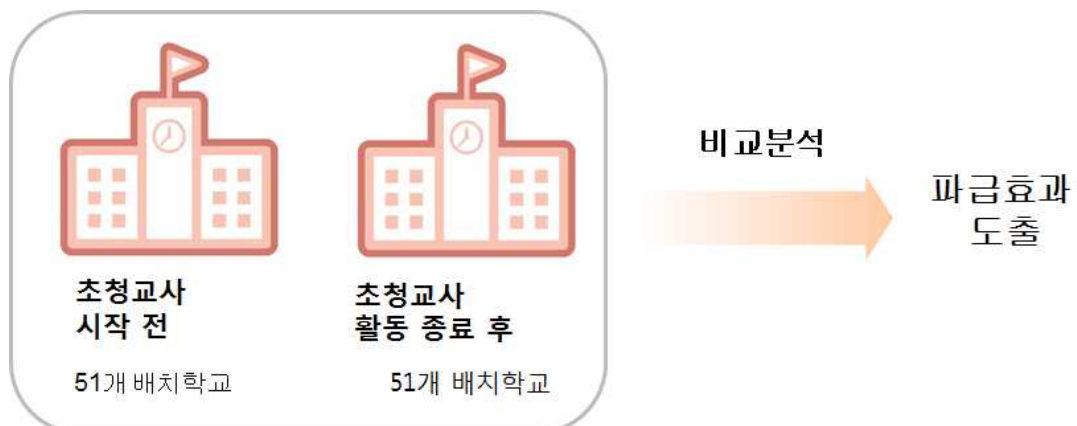 초청교사
시작 전
51개 배치학교
초청교사
활동 종료 후
51개 배치학교
비교분석
파급효과
도출